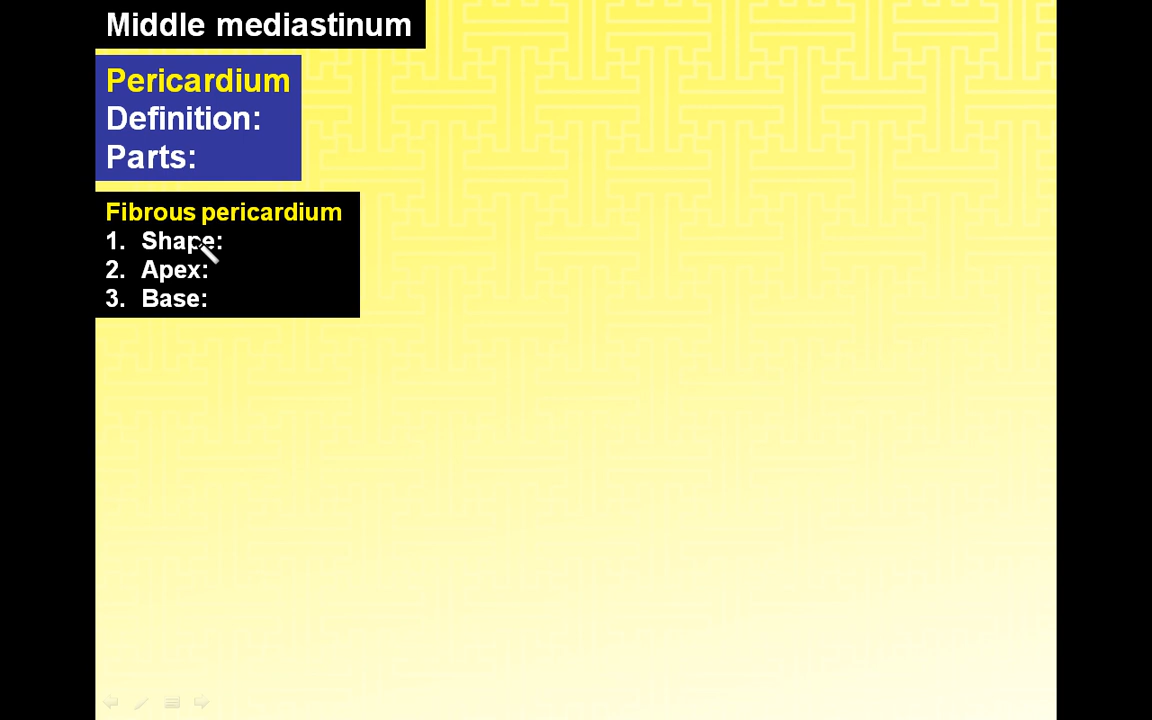 Middle mediastinum
Pericardium
Definition:
Parts:
Fibrous pericardium
1. Shape:
2. Apex:
3. Base: